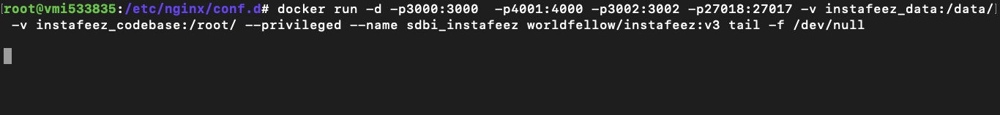 [root@vmi533835:/etc/nginx/conf.d# docker run -d -p3000:3000  -p4001:4000 -p3002:3002 -p27018:27017 -v instafeez_data:/data/]
 -v instafeez_codebase:/root/ --privileged --name sdbi_instafeez worldfellow/instafeez:v3 tail -f /dev/null